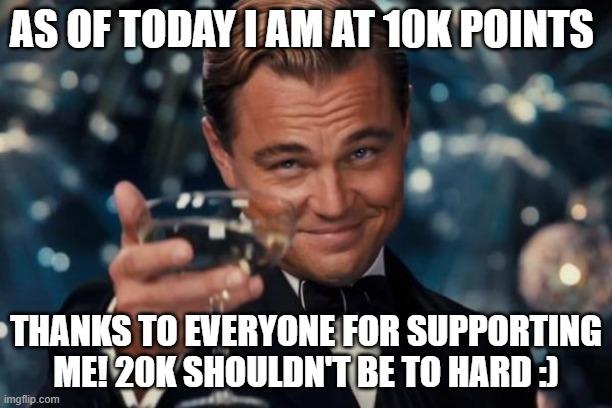 AS OF TODAY I AM AT 10K POINTS
THANKS TO EVERYONE FOR SUPPORTING
ME! 20K SHOULDN'T BE TO HARD :)
imgflip.com